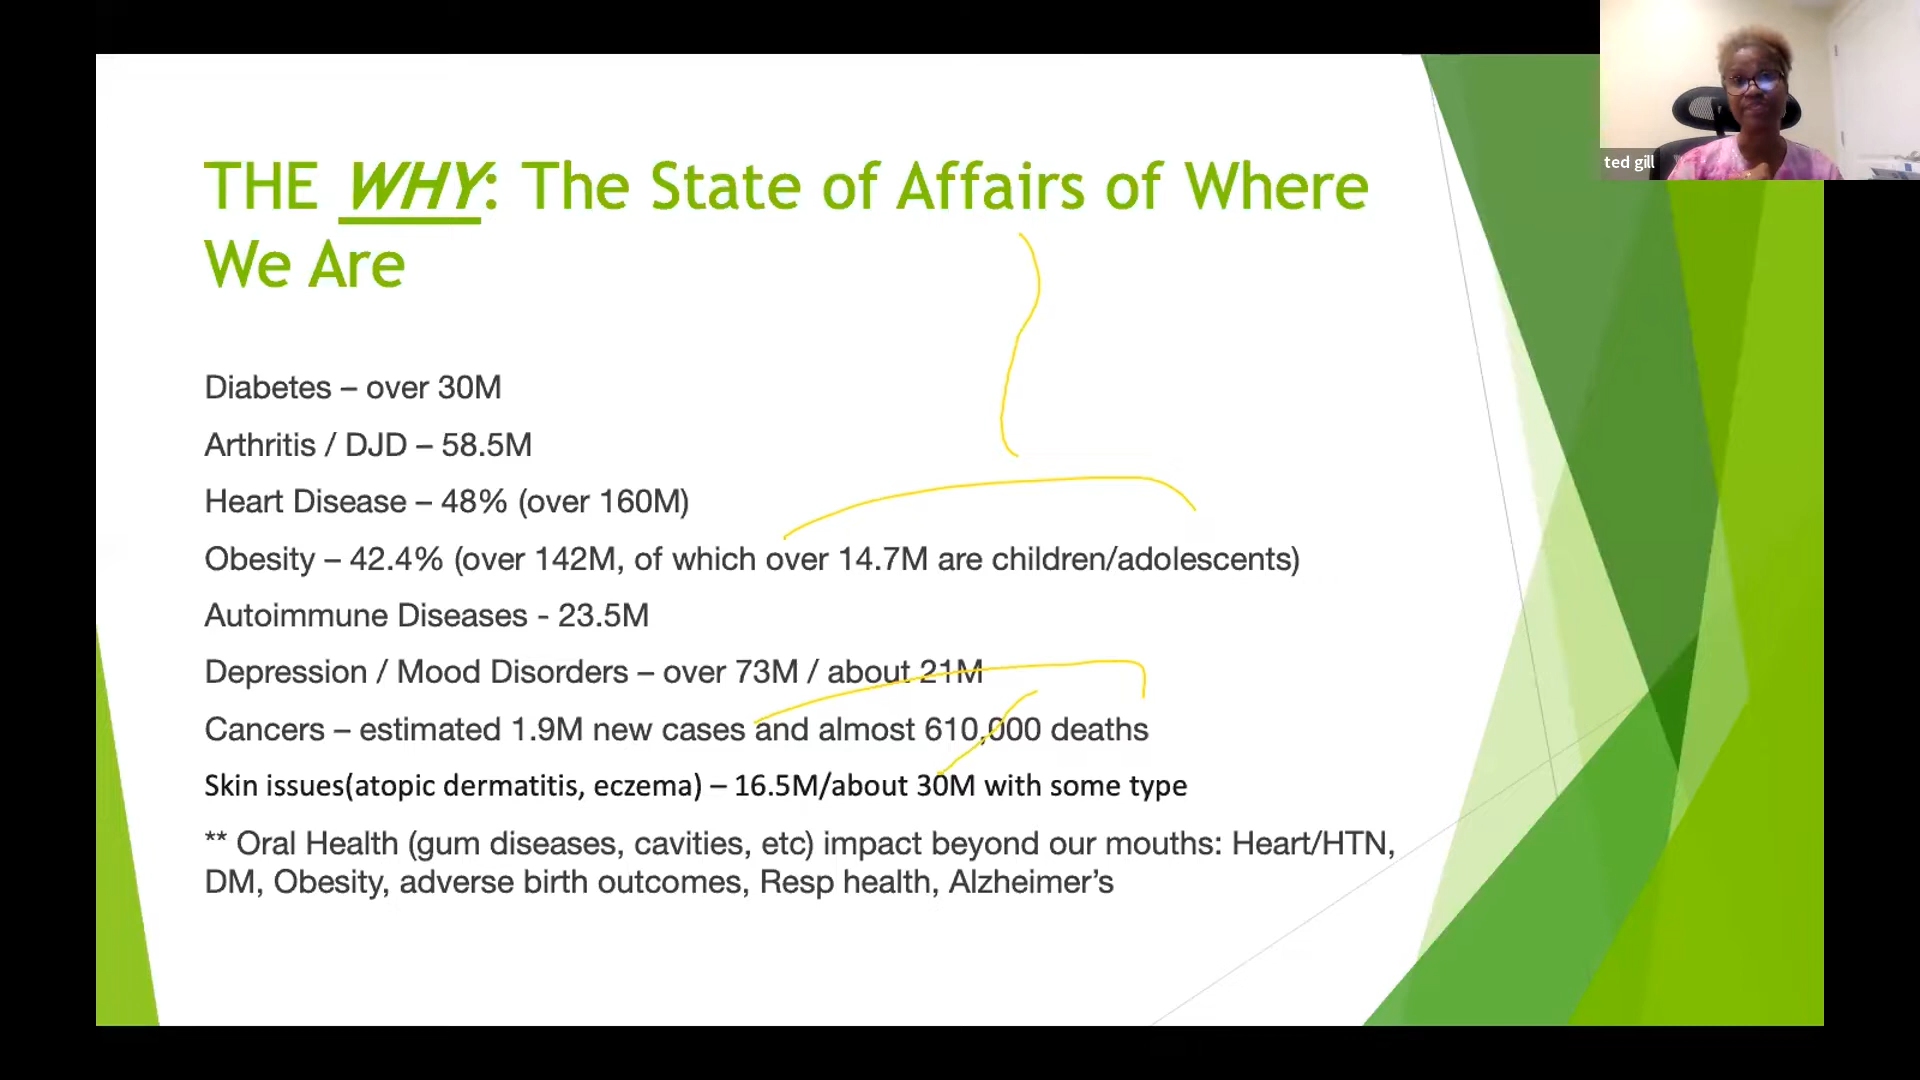 ted gill
THE WHY: The State of Affairs of Where
We Are
Diabetes – over 30M
Arthritis / DJD – 58.5M
Heart Disease – 48% (over 160M)
Obesity – 42.4% (over 142M, of which over 14.7M are children/adolescents)
Autoimmune Diseases - 23.5M
Depression / Mood Disorders – over 73M / about 21M
Cancers – estimated 1.9M new cases and almost 610,000 deaths
Skin issues(atopic dermatitis, eczema) – 16.5M/about 30M with some type
** Oral Health (gum diseases, cavities, etc) impact beyond our mouths: Heart/HTN,
DM, Obesity, adverse birth outcomes, Resp health, Alzheimer’s